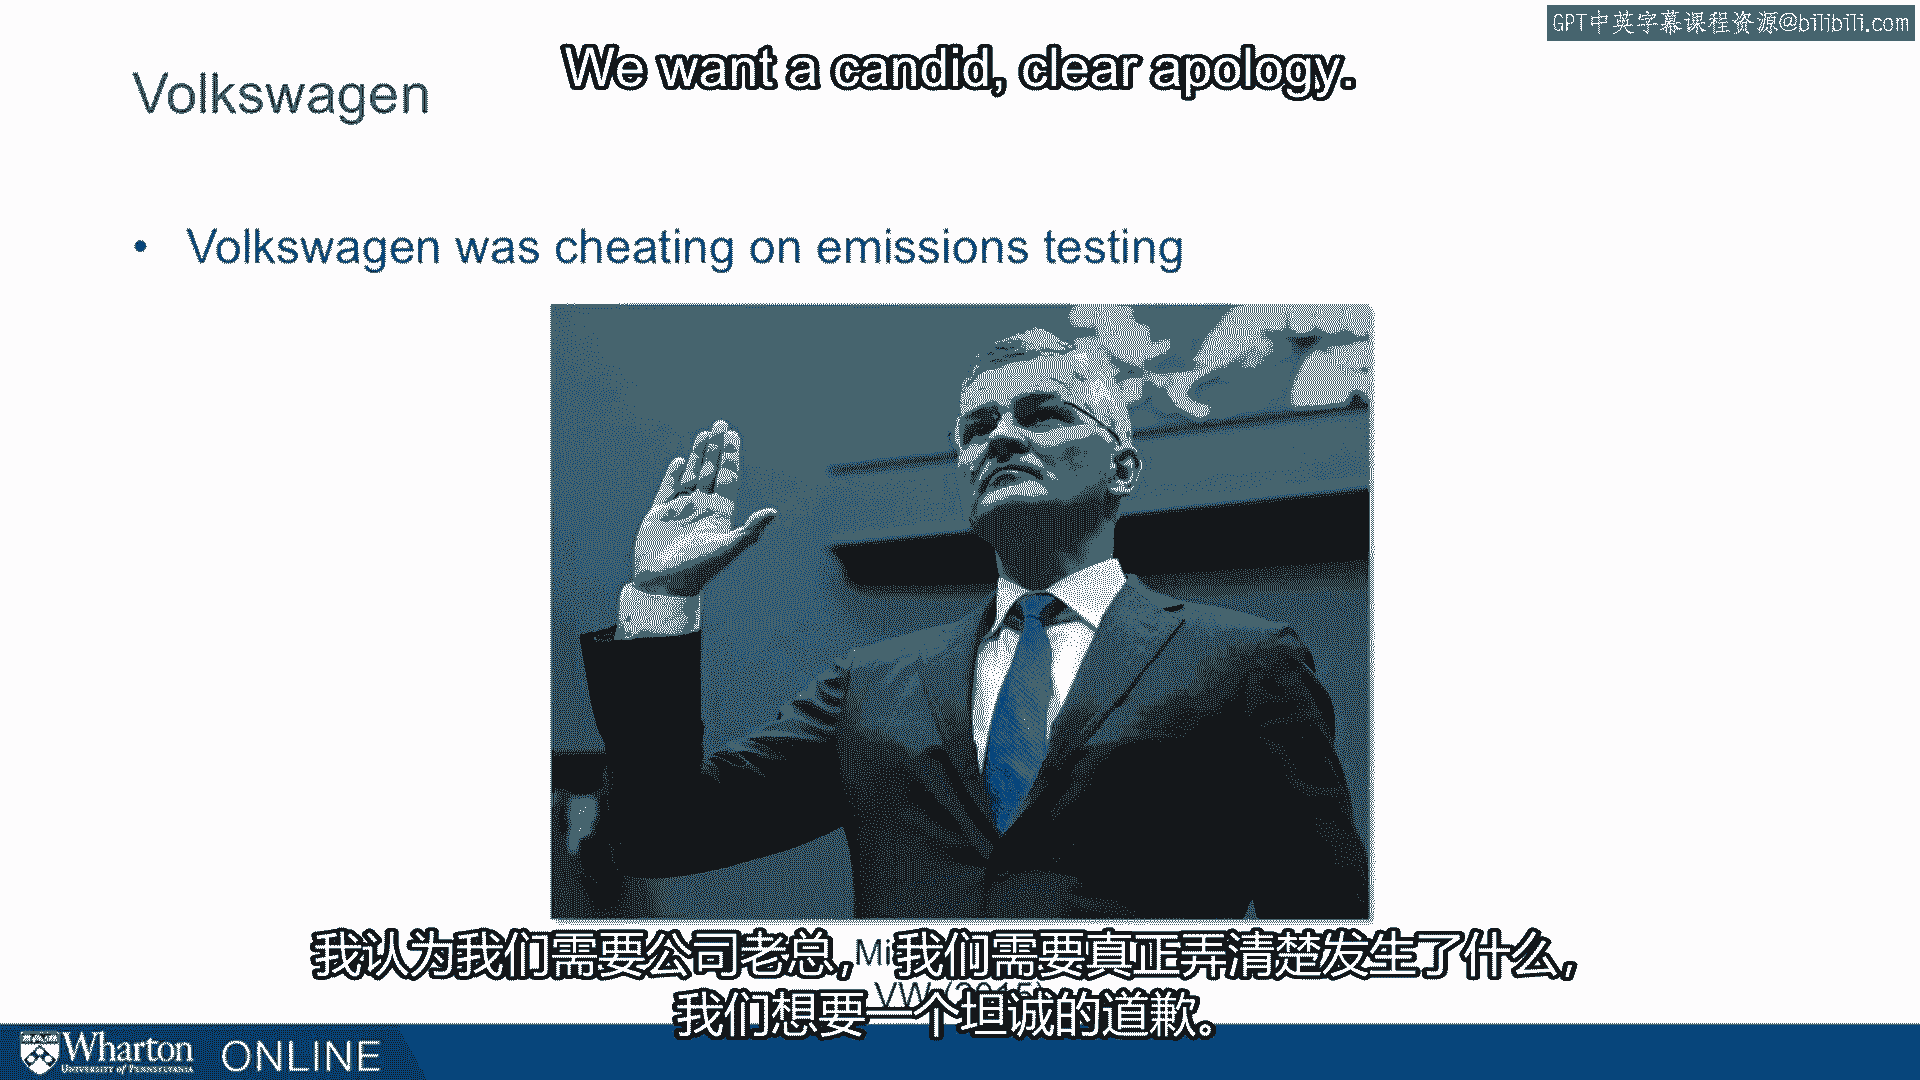 GPT中英字幕课程资源@bilibili.com
We want a candid, clear apology.
Volkswagen
• Volkswagen was cheating on emissions testing
我认为我们需要公司老总，我们需要真正弄清楚发生了什么，
我们想要一个坦诚的道歉。
VW (2015)
Wharton ONLINE
UNIVERSITY of PENNSYLVANIA